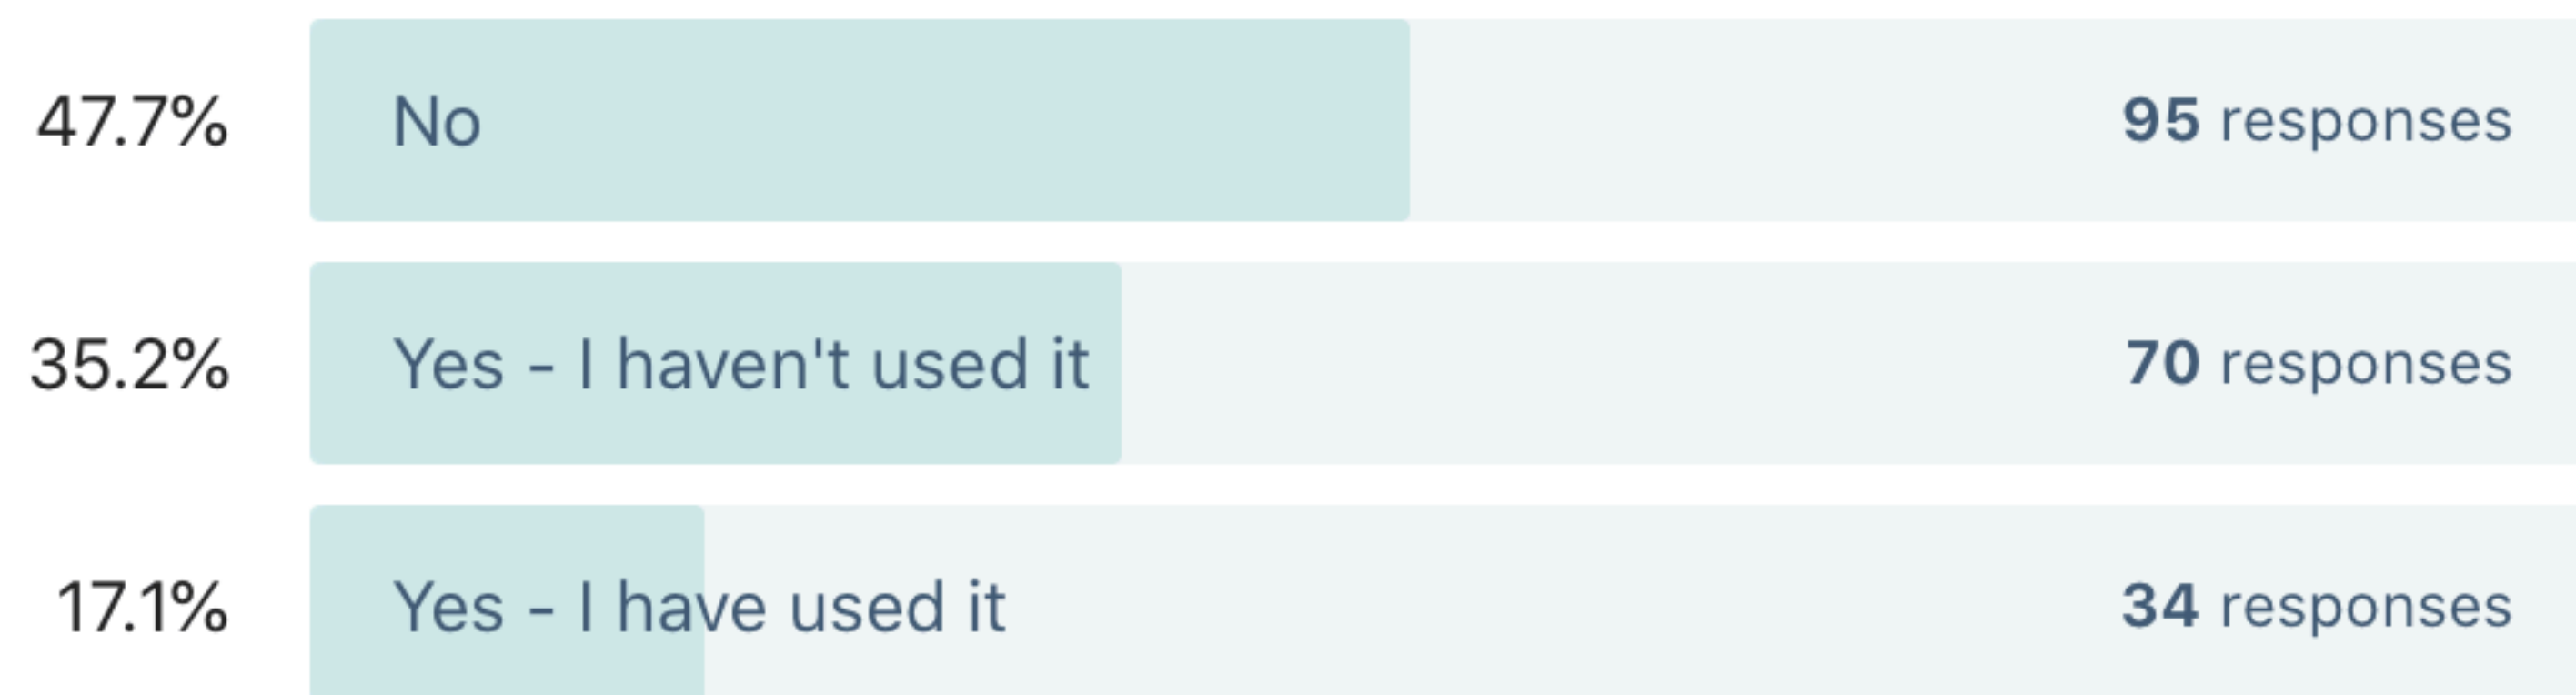 47.7% No 95 responses
35.2% Yes - I haven't used it 70 responses
17.1% Yes - I have used it 34 responses